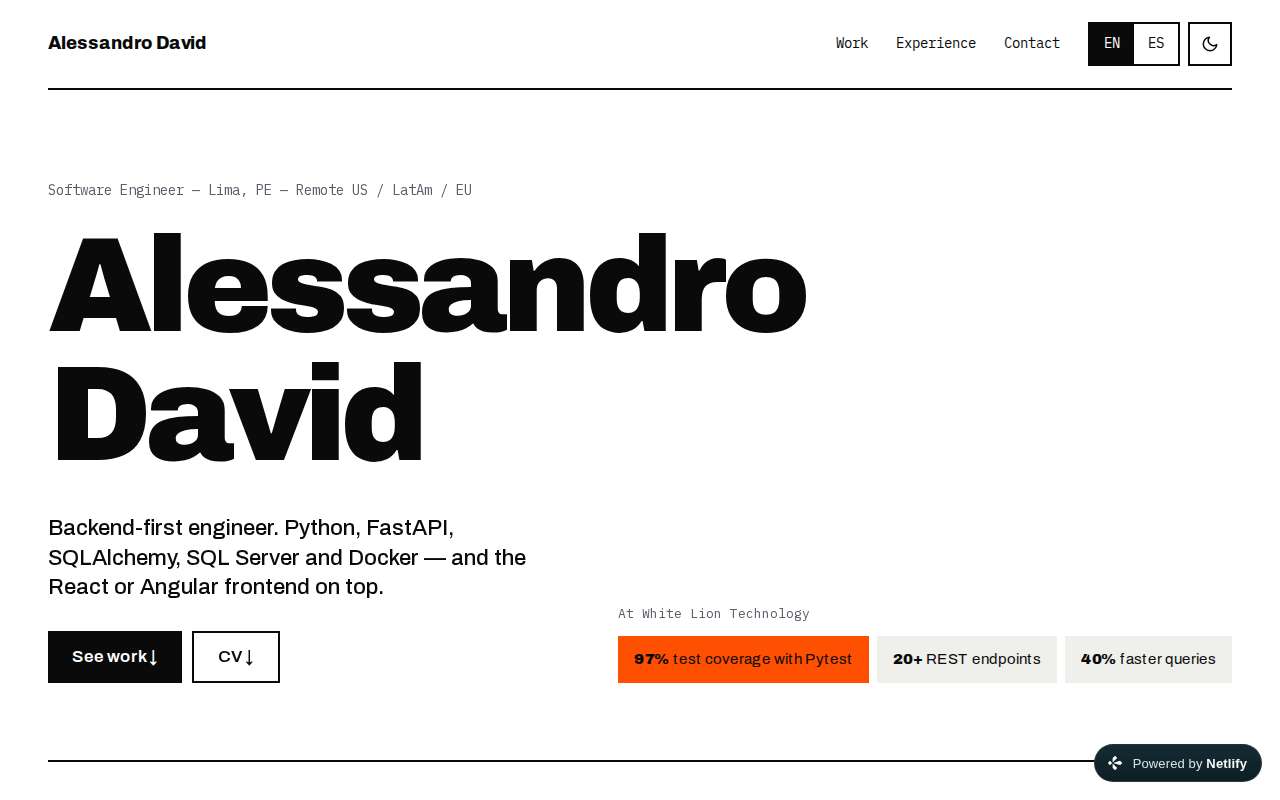 Alessandro David
Work Experience Contact EN ES
Software Engineer — Lima, PE — Remote US / LatAm / EU
Alessandro
David
Backend-first engineer. Python, FastAPI,
SQLAlchemy, SQL Server and Docker — and the
React or Angular frontend on top.
See work↓ CV↓
At White Lion Technology
97% test coverage with Pytest 20+ REST endpoints 40% faster queries
Powered by Netlify